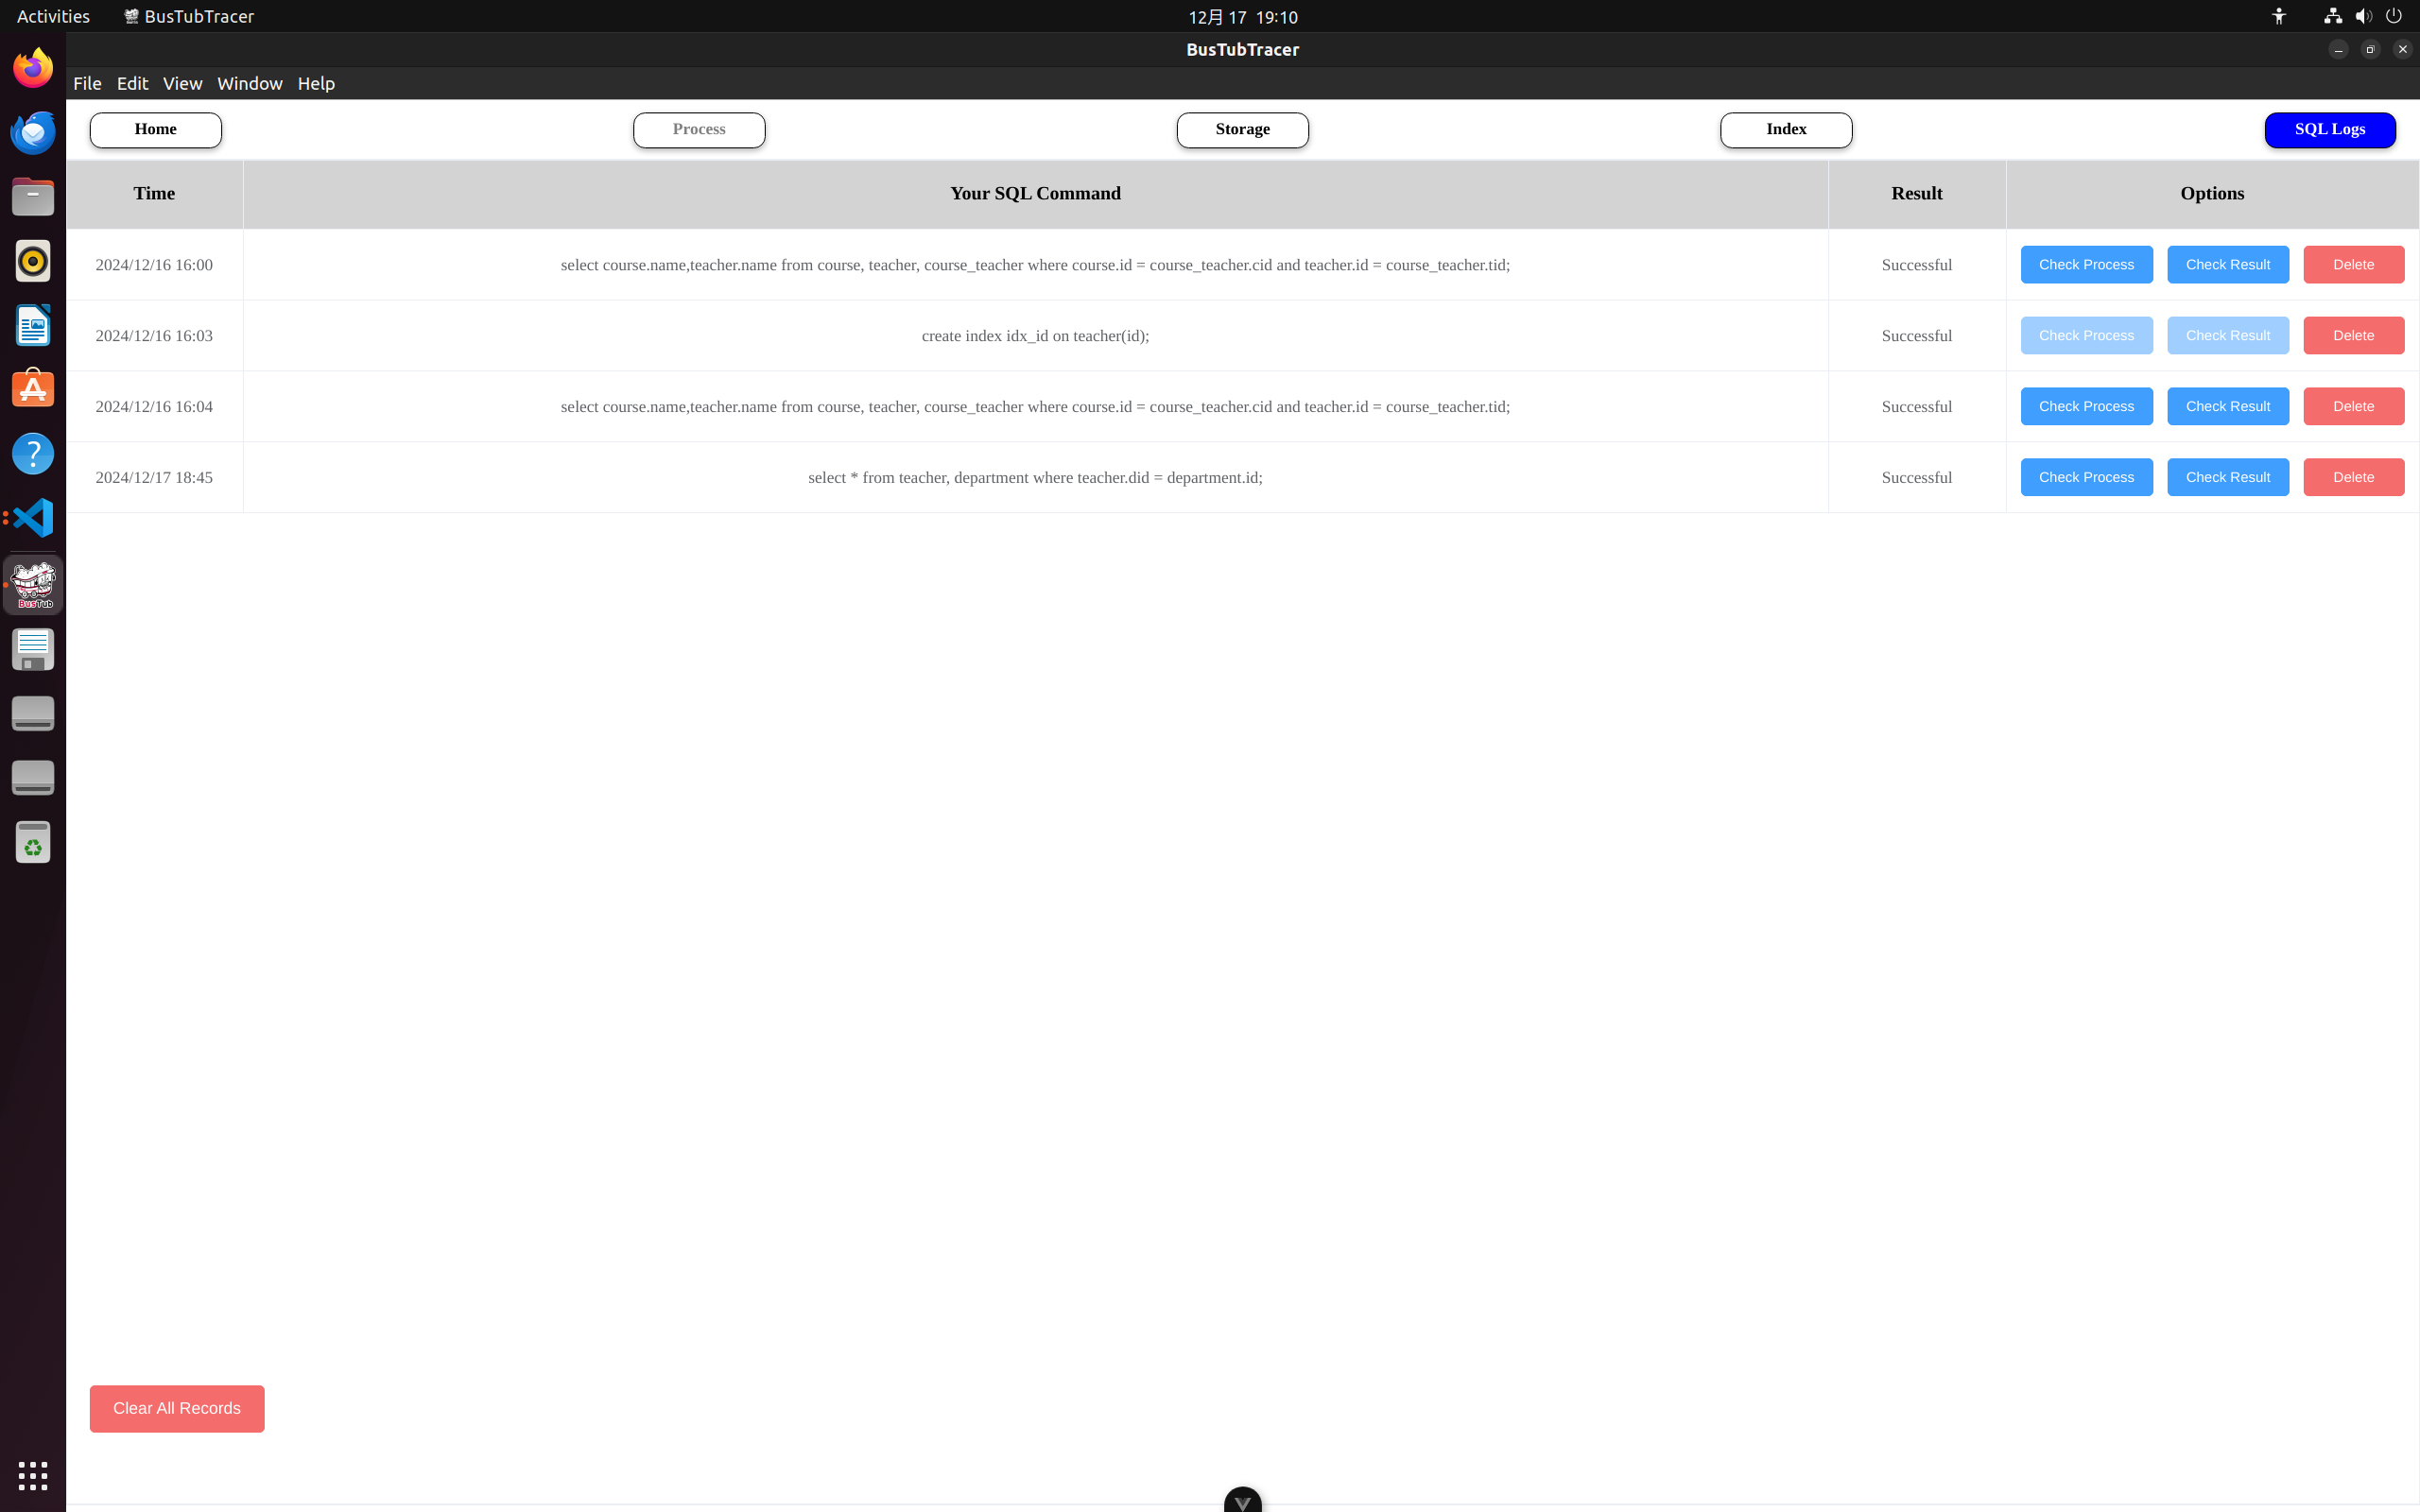 Activities BusTubTracer 12月 17 19:10
BusTubTracer
File Edit View Window Help
Home Process Storage Index SQL Logs
Time Your SQL Command Result Options
2024/12/16 16:00 select course.name,teacher.name from course, teacher, course_teacher where course.id = course_teacher.cid and teacher.id = course_teacher.tid; Successful Check Process Check Result Delete
2024/12/16 16:03 create index idx_id on teacher(id); Successful Check Process Check Result Delete
2024/12/16 16:04 select course.name,teacher.name from course, teacher, course_teacher where course.id = course_teacher.cid and teacher.id = course_teacher.tid; Successful Check Process Check Result Delete
2024/12/17 18:45 select * from teacher, department where teacher.did = department.id; Successful Check Process Check Result Delete
BusTub
Clear All Records